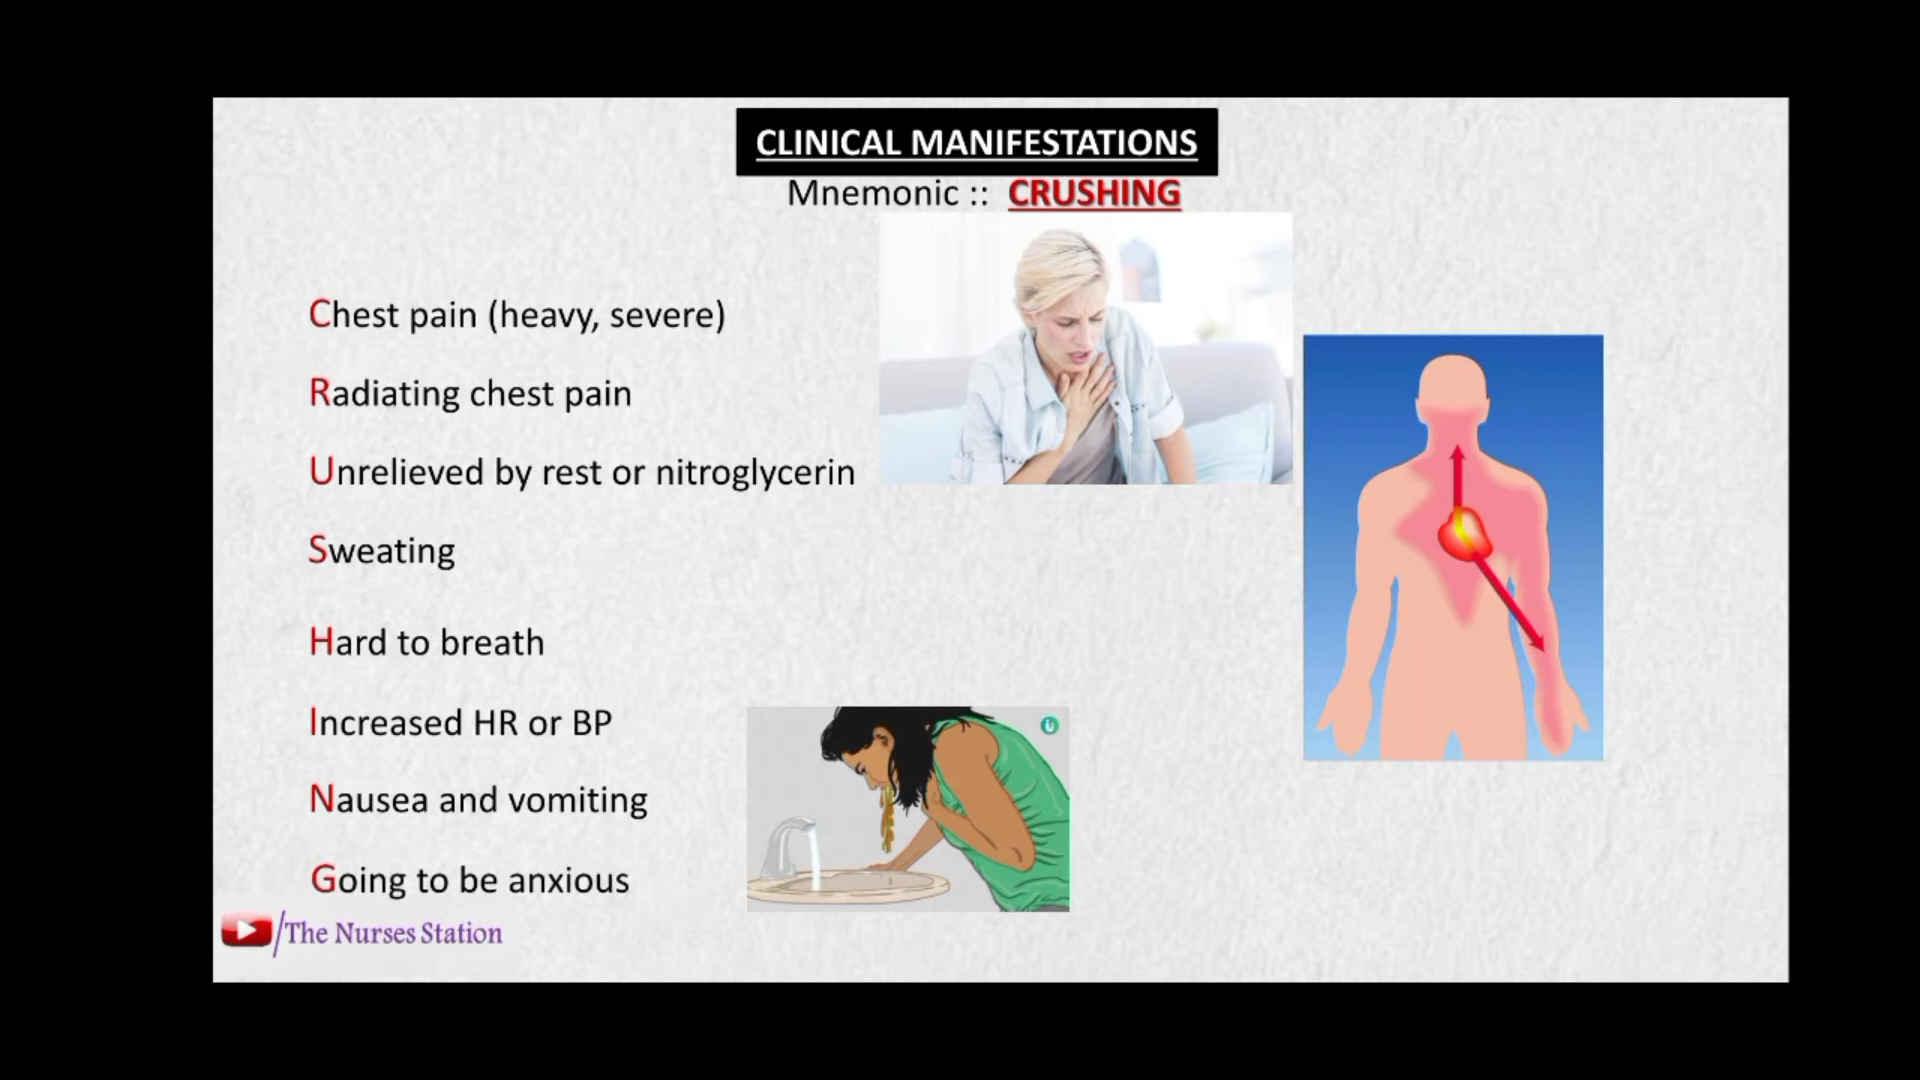 CLINICAL MANIFESTATIONS
Mnemonic :: CRUSHING
Chest pain (heavy, severe)
Radiating chest pain
Unrelieved by rest or nitroglycerin
Sweating
Hard to breath
Increased HR or BP
Nausea and vomiting
Going to be anxious
/The Nurses Station